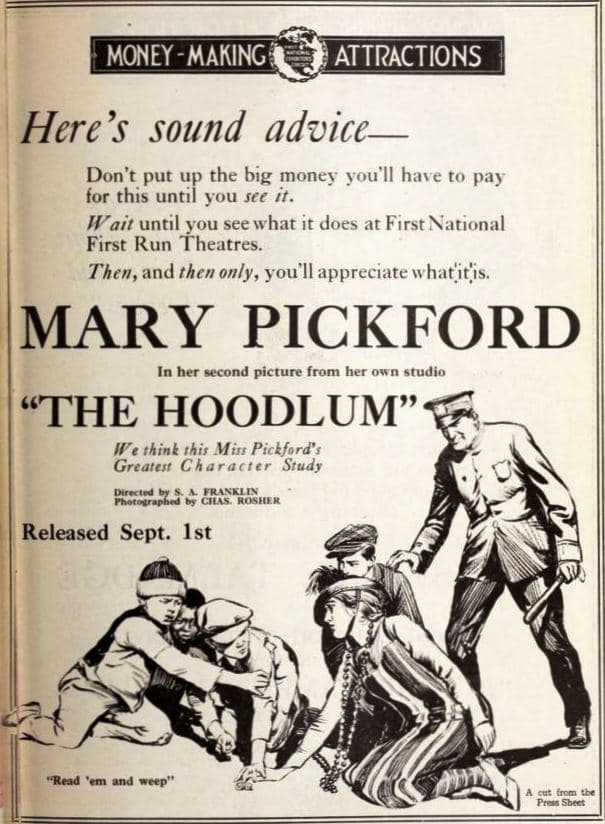 MONEY-MAKING FIRST NATIONAL EXHIBITORS CIRCUIT ATTRACTIONS
Here's sound advice—
Don't put up the big money you'll have to pay
for this until you see it.
Wait until you see what it does at First National
First Run Theatres.
Then, and then only, you'll appreciate what it is.
MARY PICKFORD
In her second picture from her own studio
“THE HOODLUM”
We think this Miss Pickford's
Greatest Character Study
Directed by S. A. FRANKLIN
Photographed by CHAS. ROSHER
Released Sept. 1st
“Read 'em and weep”
A cut from the
Press Sheet